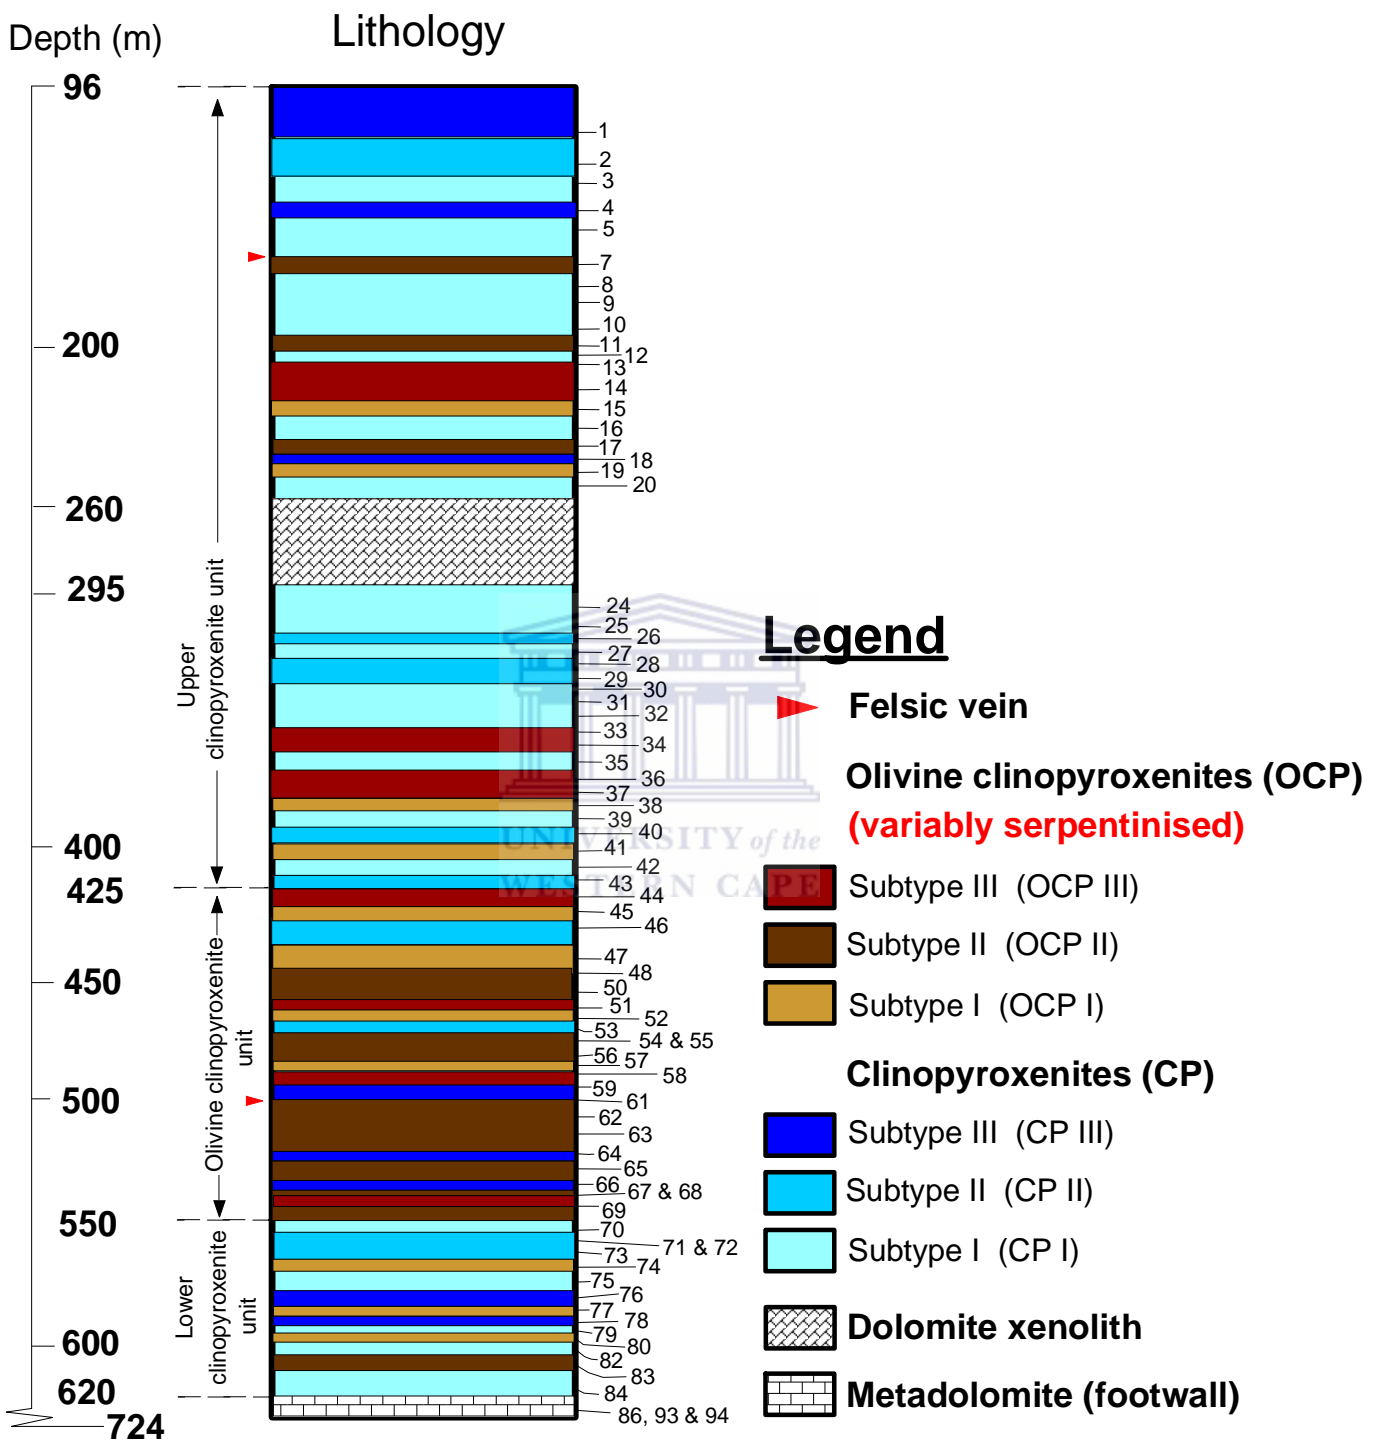 Depth (m)
Lithology
96
200
260
295
400
425
450
500
550
600
620
724
Upper
clinopyroxenite unit
Olivine clinopyroxenite
unit
Lower
clinopyroxenite
unit
1
2
3
4
5
7
8
9
10
11
12
13
14
15
16
17
18
19
20
24
25
26
27
28
29
30
31
32
33
34
35
36
37
38
39
40
41
42
43
44
45
46
47
48
50
51
52
53
54 & 55
56
57
58
59
61
62
63
64
65
66
67 & 68
69
70
71 & 72
73
74
75
76
77
78
79
80
82
83
84
86, 93 & 94
UNIVERSITY of the
WESTERN CAPE
Legend
Felsic vein
Olivine clinopyroxenites (OCP)
(variably serpentinised)
Subtype III (OCP III)
Subtype II (OCP II)
Subtype I (OCP I)
Clinopyroxenites (CP)
Subtype III (CP III)
Subtype II (CP II)
Subtype I (CP I)
Dolomite xenolith
Metadolomite (footwall)